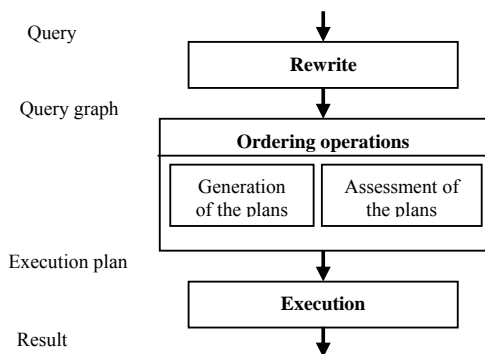 Query
Rewrite
Query graph
Ordering operations
Generation
of the plans
Assessment of
the plans
Execution plan
Execution
Result